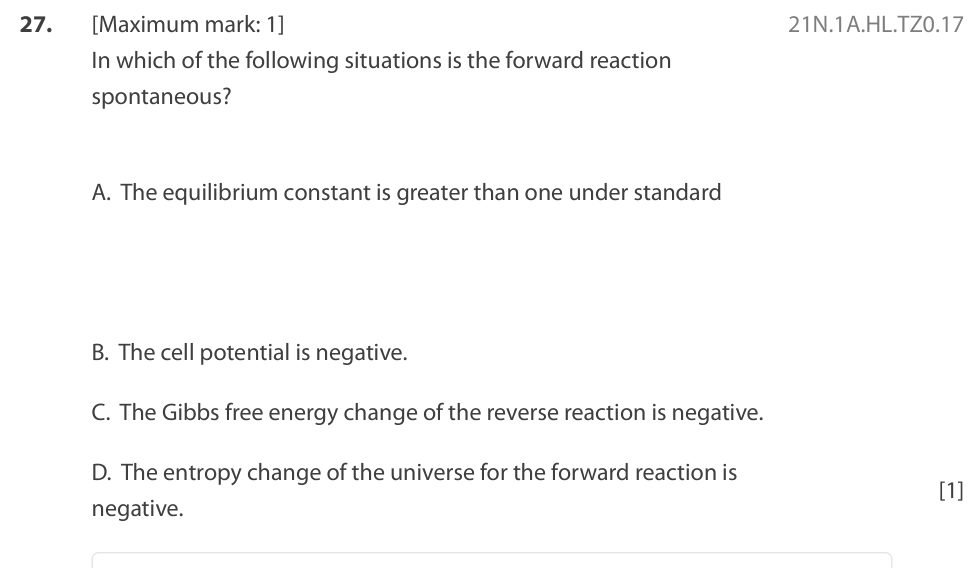 27. [Maximum mark: 1] 21N.1A.HL.TZ0.17
In which of the following situations is the forward reaction
spontaneous?
A. The equilibrium constant is greater than one under standard
B. The cell potential is negative.
C. The Gibbs free energy change of the reverse reaction is negative.
D. The entropy change of the universe for the forward reaction is
negative.
[1]